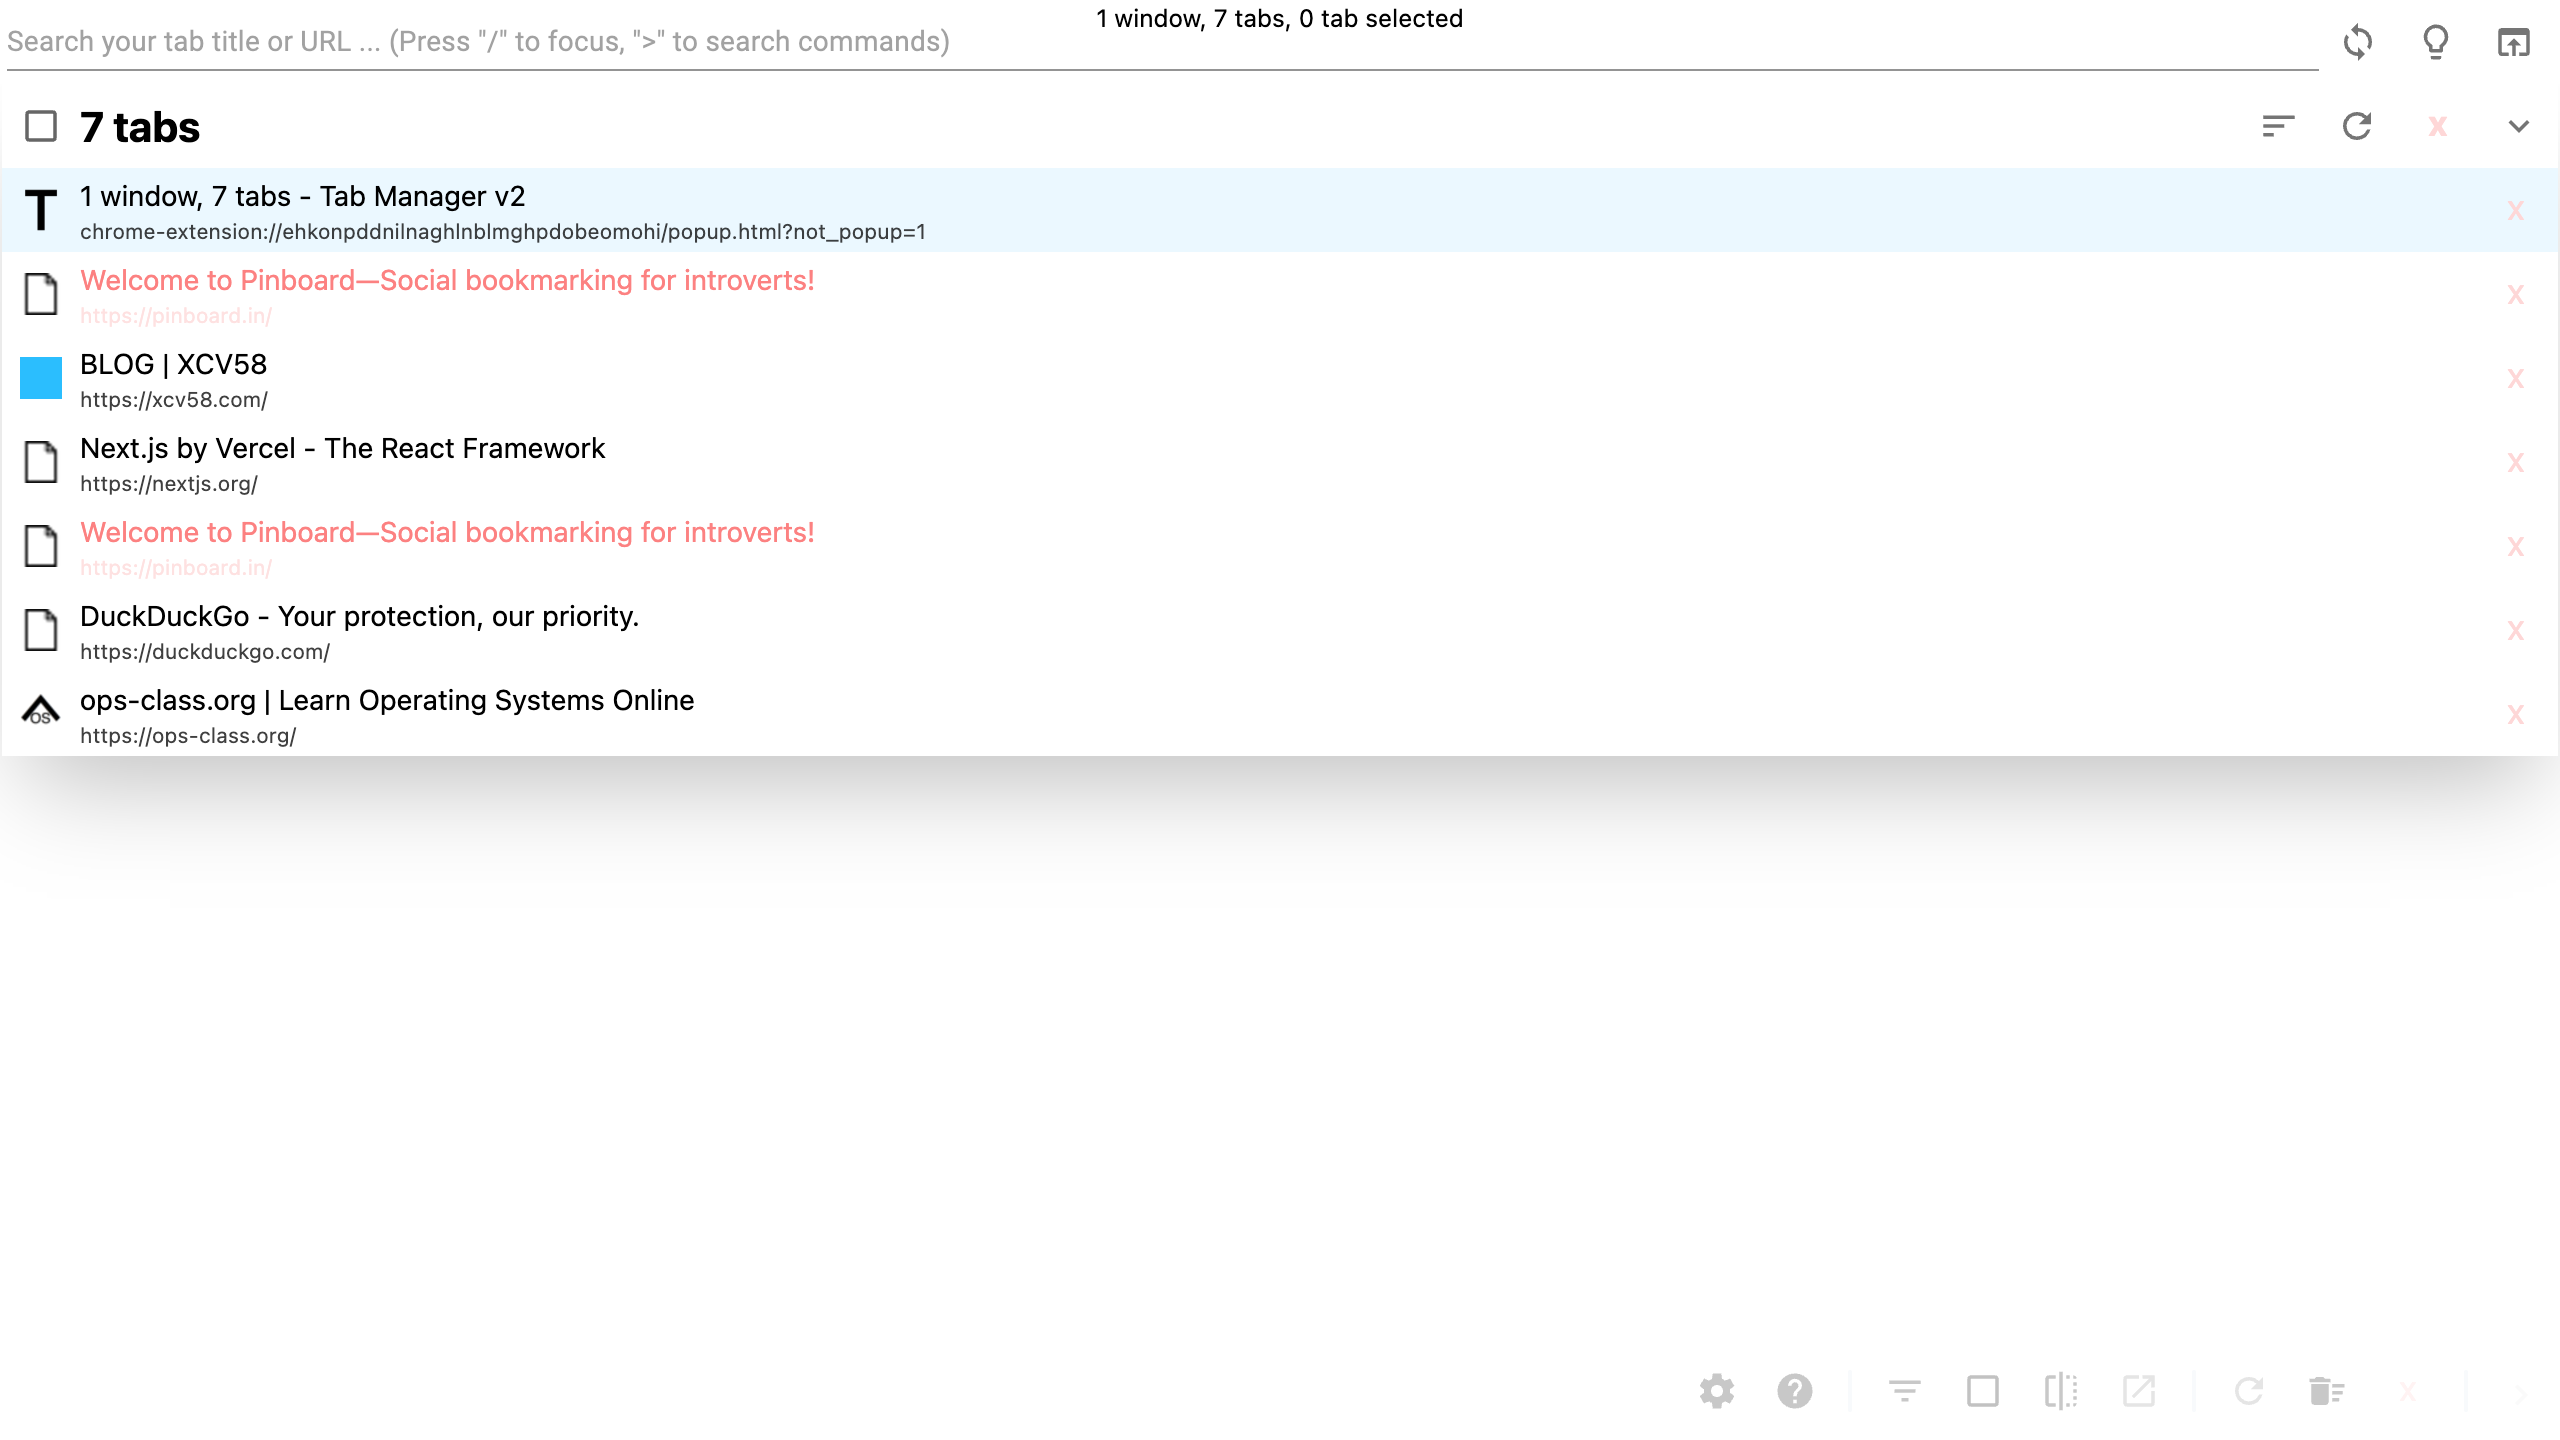 1 window, 7 tabs, 0 tab selected
Search your tab title or URL ... (Press "/" to focus, ">" to search commands)
7 tabs
X
T
1 window, 7 tabs - Tab Manager v2
chrome-extension://ehkonpddnilnaghlnblmghpdobeomohi/popup.html?not_popup=1
X
Welcome to Pinboard—Social bookmarking for introverts!
https://pinboard.in/
X
BLOG | XCV58
https://xcv58.com/
X
Next.js by Vercel - The React Framework
https://nextjs.org/
X
Welcome to Pinboard—Social bookmarking for introverts!
https://pinboard.in/
X
DuckDuckGo - Your protection, our priority.
https://duckduckgo.com/
X
OS
ops-class.org | Learn Operating Systems Online
https://ops-class.org/
X
?
X